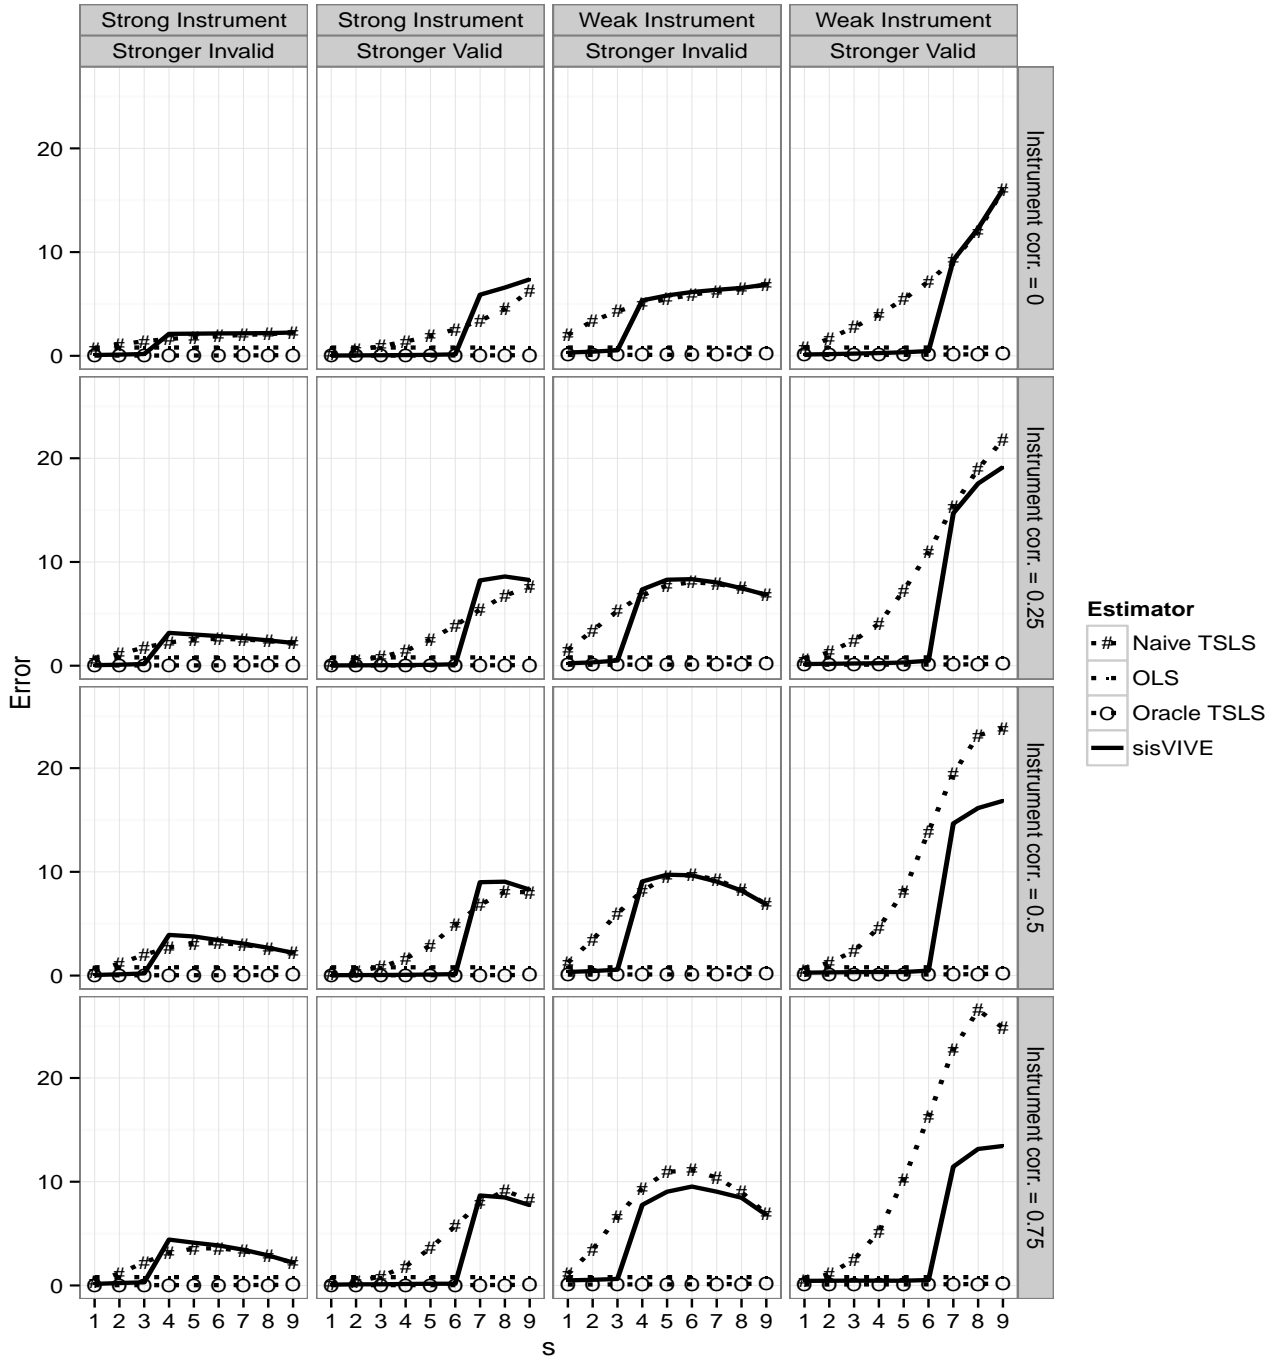 Strong Instrument Strong Instrument Weak Instrument Weak Instrument
Stronger Invalid Stronger Valid Stronger Invalid Stronger Valid
20
10
0
Instrument corr. = 0
20
10
0
Instrument corr. = 0.25
20
10
0
Instrument corr. = 0.5
20
10
0
Instrument corr. = 0.75
Error
1 2 3 4 5 6 7 8 9 1 2 3 4 5 6 7 8 9 1 2 3 4 5 6 7 8 9 1 2 3 4 5 6 7 8 9
s
Estimator
# Naive TSLS
OLS
Oracle TSLS
sisVIVE